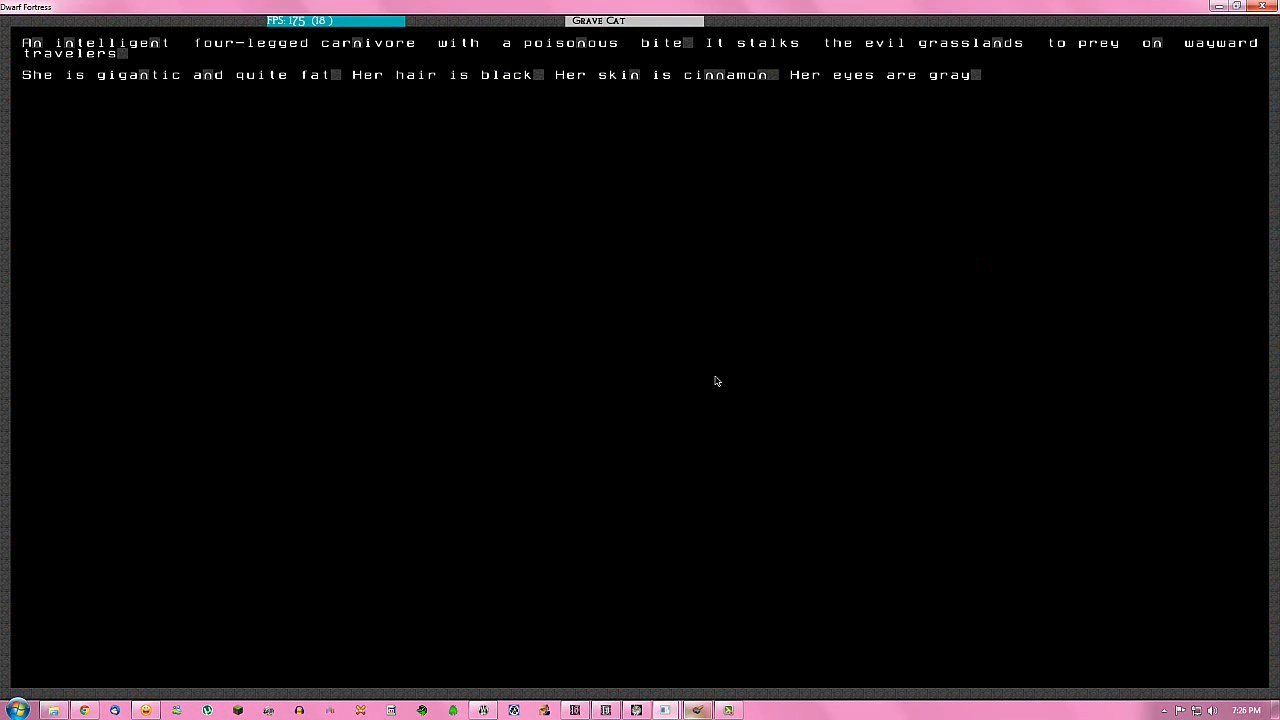 Dwarf Fortress
FPS: 175 (18 )
GRAVE CAT
An intelligent four-legged carnivore with a poisonous bite. It stalks the evil grasslands to prey on wayward
travelers.
She is gigantic and quite fat. Her hair is black. Her skin is cinnamon. Her eyes are gray.
7:26 PM